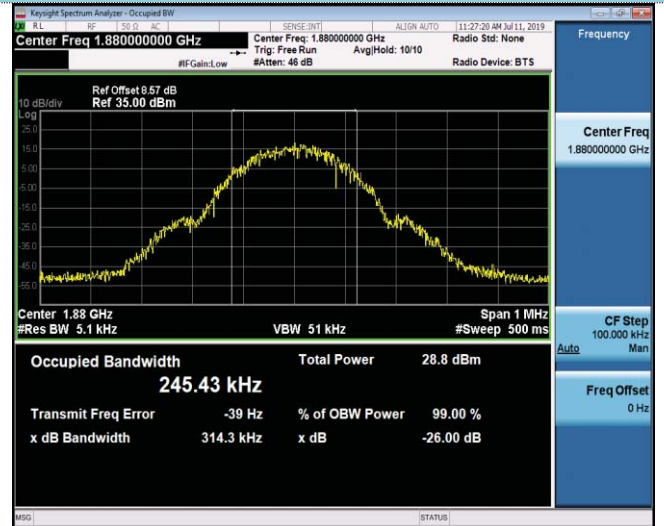 Keysight Spectrum Analyzer - Occupied BW
RL RF 50 Ω AC SENSE:INT ALIGN AUTO 11:27:20 AM Jul 11, 2019
Center Freq 1.880000000 GHz
Center Freq: 1.880000000 GHz
Radio Std: None
Trig: Free Run Avg|Hold: 10/10
#IFGain:Low #Atten: 46 dB Radio Device: BTS
Frequency
Ref Offset 8.57 dB
10 dB/div Ref 35.00 dBm
Log
25.0
15.0
5.00
-5.00
-15.0
-25.0
-35.0
-45.0
-55.0
Center 1.88 GHz Span 1 MHz
#Res BW 5.1 kHz VBW 51 kHz #Sweep 500 ms
Occupied Bandwidth Total Power 28.8 dBm
245.43 kHz
Transmit Freq Error -39 Hz % of OBW Power 99.00 %
x dB Bandwidth 314.3 kHz x dB -26.00 dB
Center Freq
1.880000000 GHz
CF Step
100.000 kHz
Auto Man
Freq Offset
0 Hz
MSG STATUS